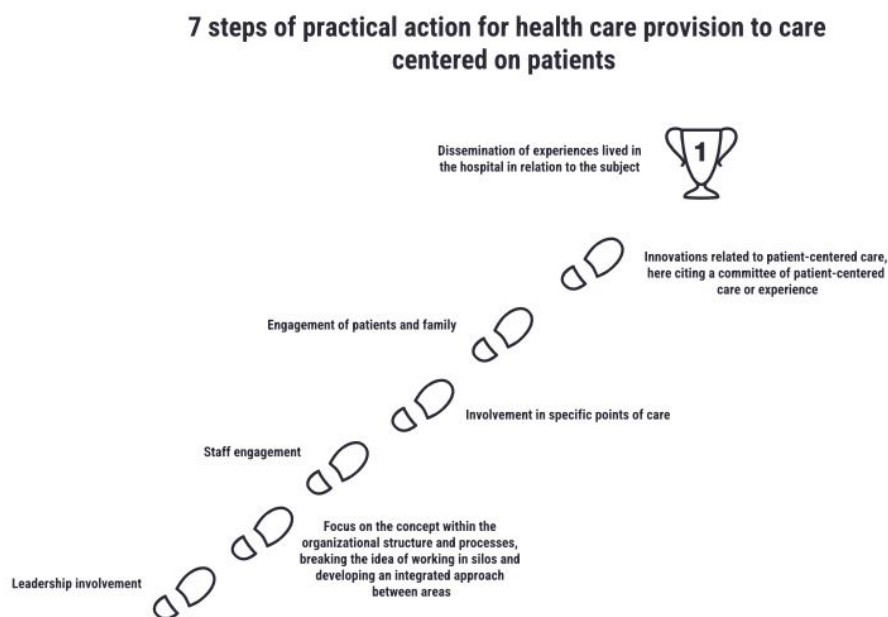 7 steps of practical action for health care provision to care
centered on patients
Dissemination of experiences lived in
the hospital in relation to the subject
1
Innovations related to patient-centered care,
here citing a committee of patient-centered
care or experience
Engagement of patients and family
Involvement in specific points of care
Staff engagement
Focus on the concept within the
organizational structure and processes,
breaking the idea of working in silos and
developing an integrated approach
between areas
Leadership involvement